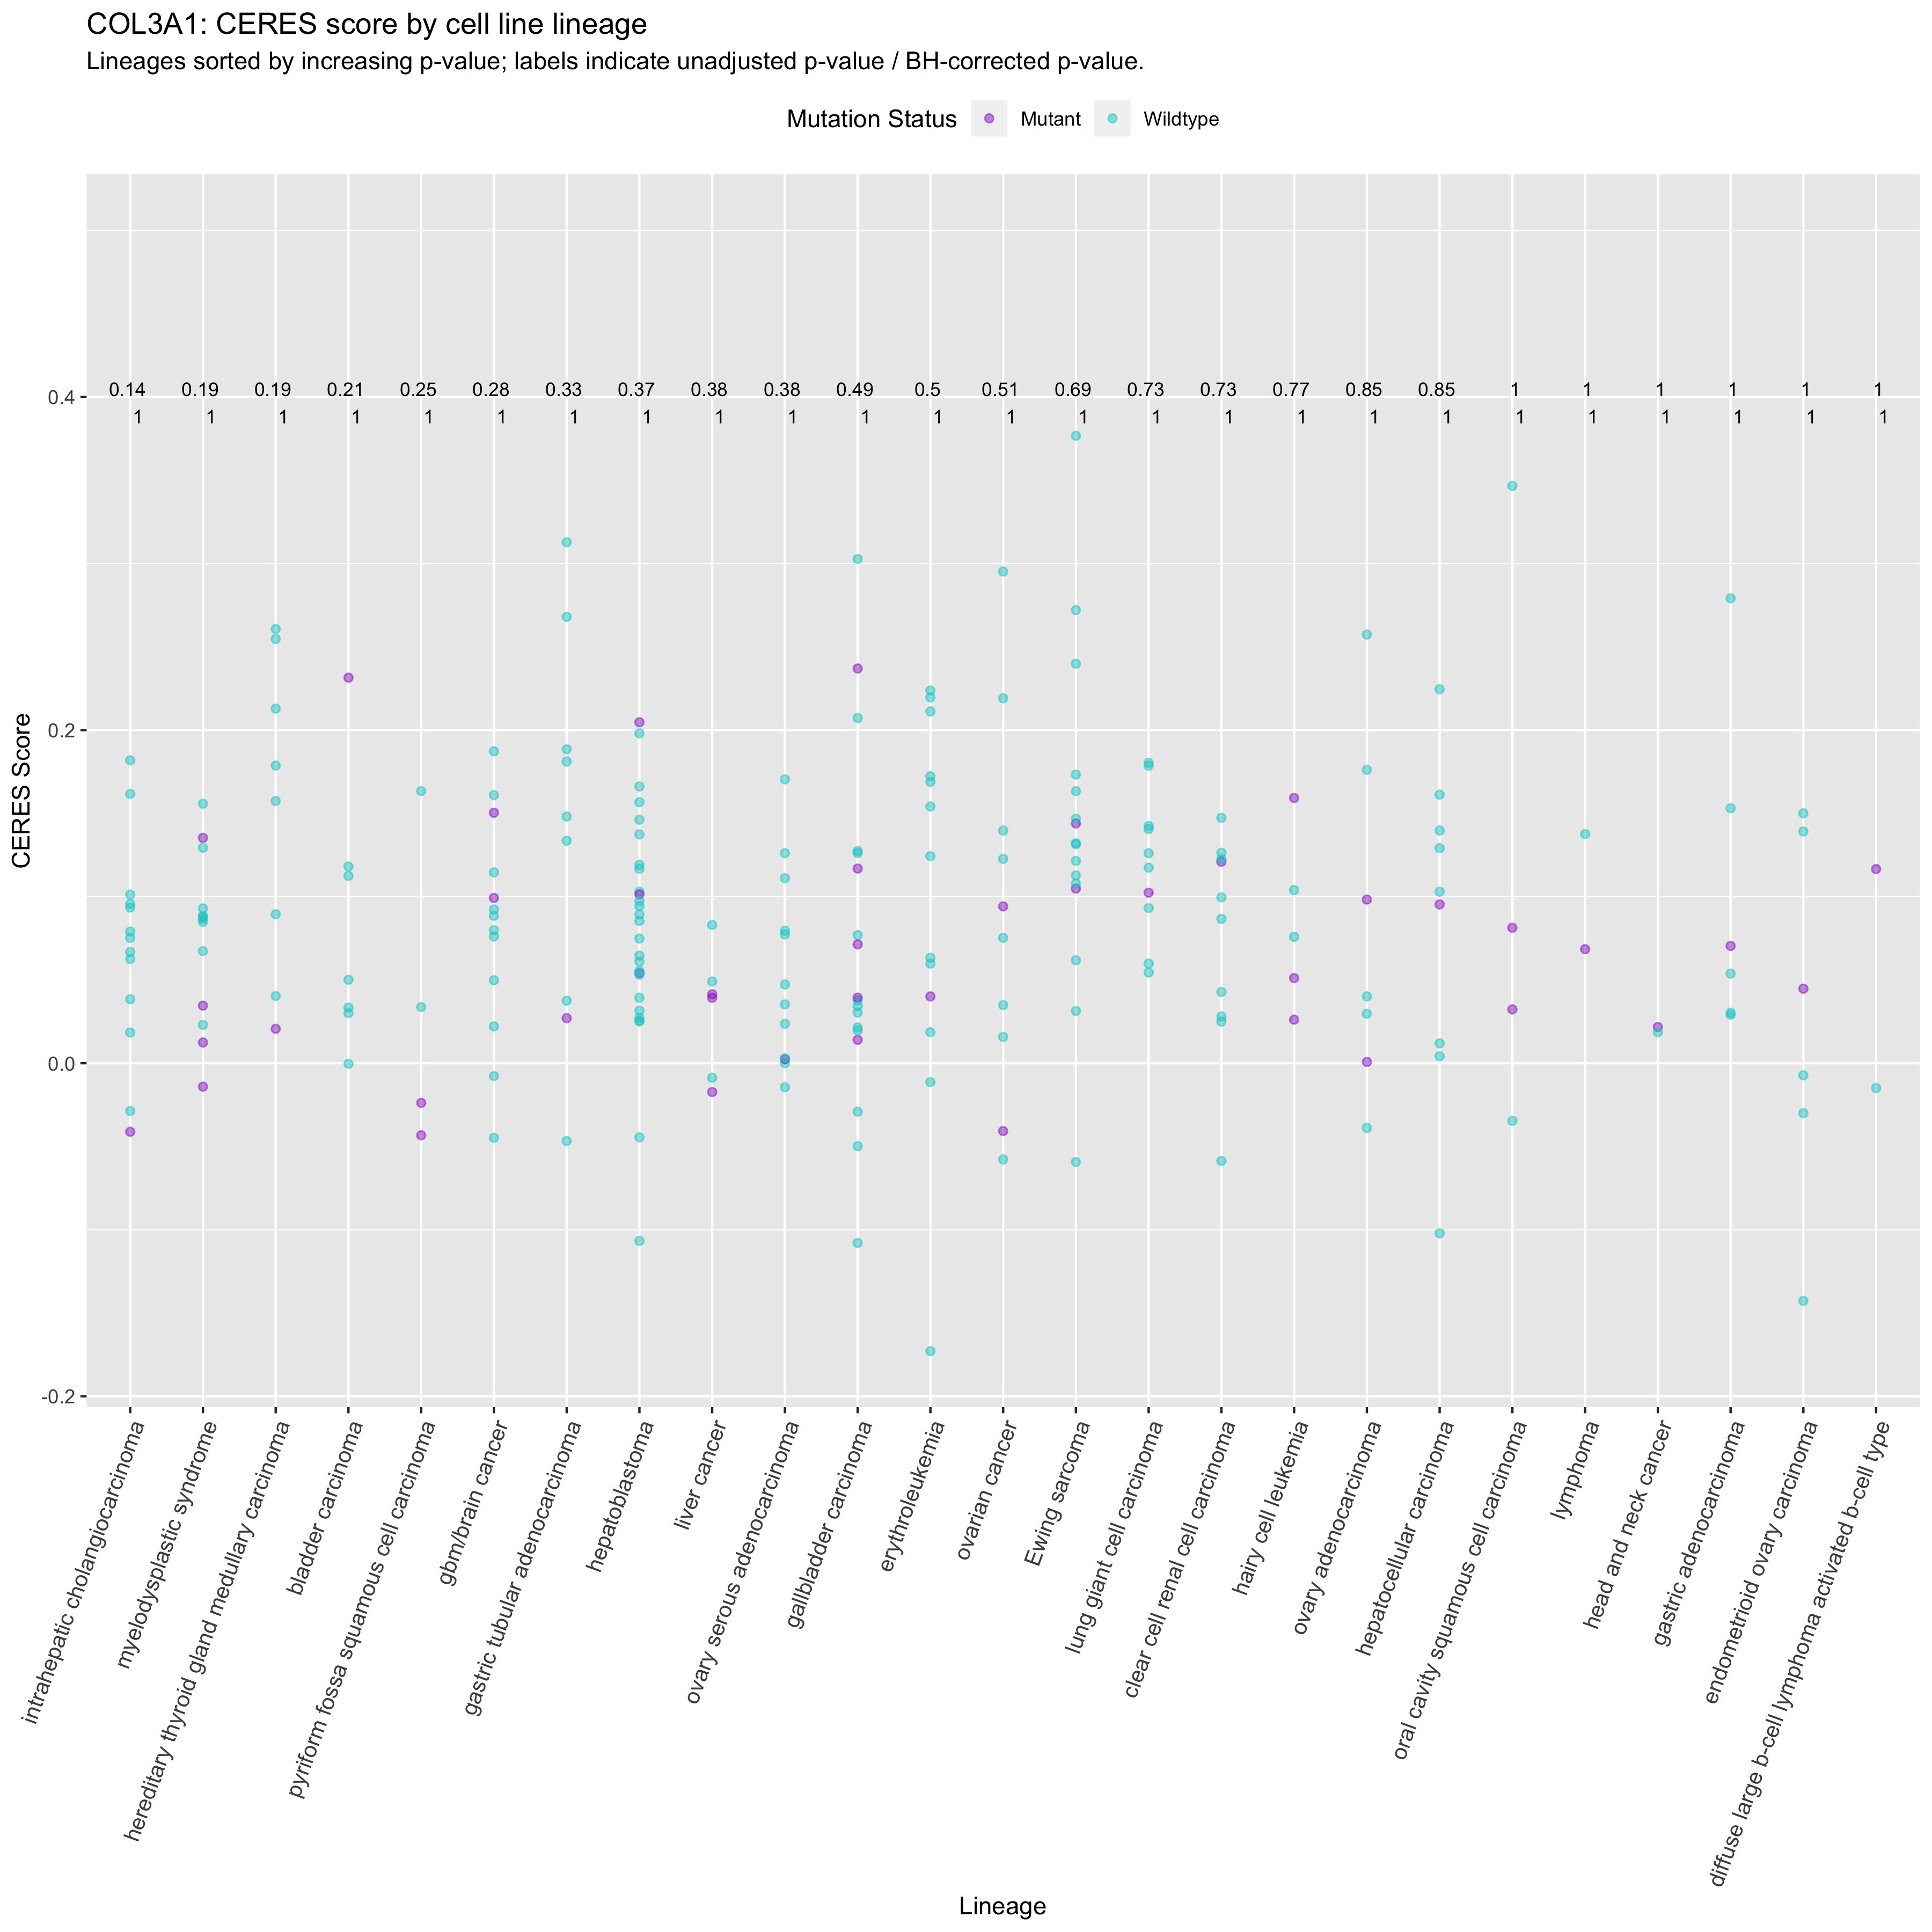 COL3A1: CERES score by cell line lineage
Lineages sorted by increasing p-value; labels indicate unadjusted p-value / BH-corrected p-value.
Mutation Status Mutant Wildtype
CERES Score
0.4
0.2
0.0
-0.2
0.14 0.19 0.19 0.21 0.25 0.28 0.33 0.37 0.38 0.38 0.49 0.5 0.51 0.69 0.73 0.73 0.77 0.85 0.85 1 1 1 1 1 1
1 1 1 1 1 1 1 1 1 1 1 1 1 1 1 1 1 1 1 1 1 1 1 1 1
intrahepatic cholangiocarcinoma
myelodysplastic syndrome
hereditary thyroid gland medullary carcinoma
bladder carcinoma
pyriform fossa squamous cell carcinoma
gbm/brain cancer
gastric tubular adenocarcinoma
hepatoblastoma
liver cancer
ovary serous adenocarcinoma
gallbladder carcinoma
erythroleukemia
ovarian cancer
Ewing sarcoma
lung giant cell carcinoma
clear cell renal cell carcinoma
hairy cell leukemia
ovary adenocarcinoma
hepatocellular carcinoma
oral cavity squamous cell carcinoma
lymphoma
head and neck cancer
gastric adenocarcinoma
endometrioid ovary carcinoma
diffuse large b-cell lymphoma activated b-cell type
Lineage